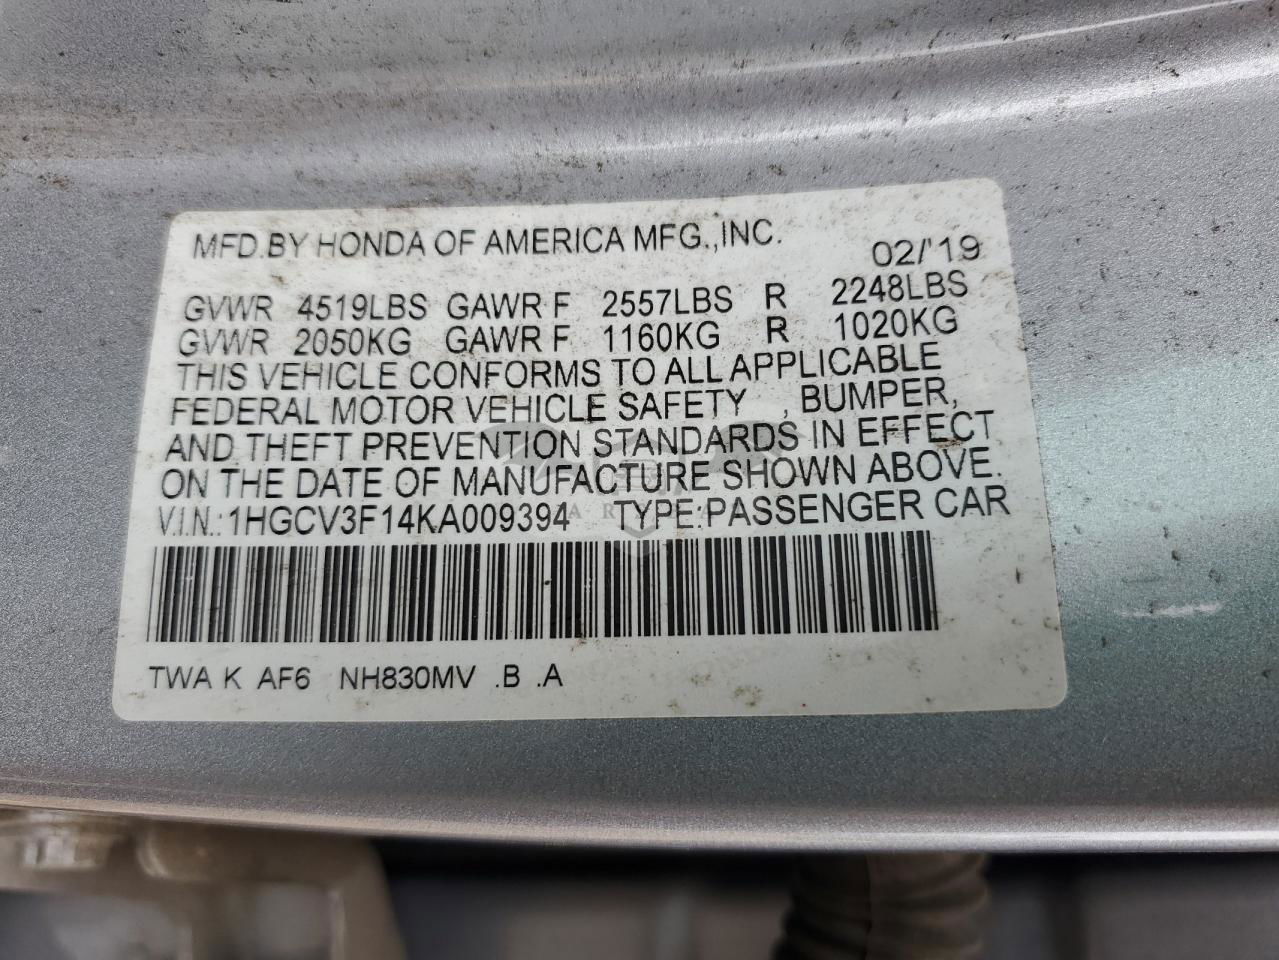 MFD.BY HONDA OF AMERICA MFG.,INC. 02/'19
GVWR 4519LBS GAWR F 2557LBS R 2248LBS
GVWR 2050KG GAWR F 1160KG R 1020KG
THIS VEHICLE CONFORMS TO ALL APPLICABLE
FEDERAL MOTOR VEHICLE SAFETY , BUMPER,
AND THEFT PREVENTION STANDARDS IN EFFECT
ON THE DATE OF MANUFACTURE SHOWN ABOVE.
V.I.N.:1HGCV3F14KA009394 TYPE:PASSENGER CAR
TWA K AF6 NH830MV .B .A